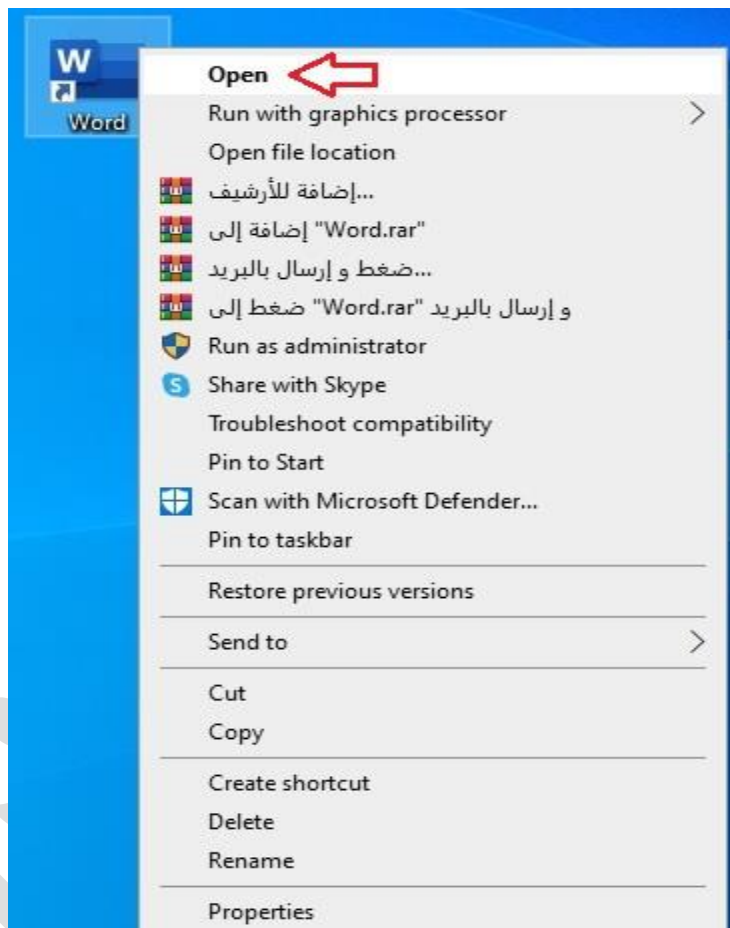 W
Word
Open
Run with graphics processor
Open file location
إضافة للأرشيف...
إضافة إلى "Word.rar"
ضغط و إرسال بالبريد...
ضغط إلى "Word.rar" و إرسال بالبريد
Run as administrator
S
Share with Skype
Troubleshoot compatibility
Pin to Start
Scan with Microsoft Defender...
Pin to taskbar
Restore previous versions
Send to
Cut
Copy
Create shortcut
Delete
Rename
Properties